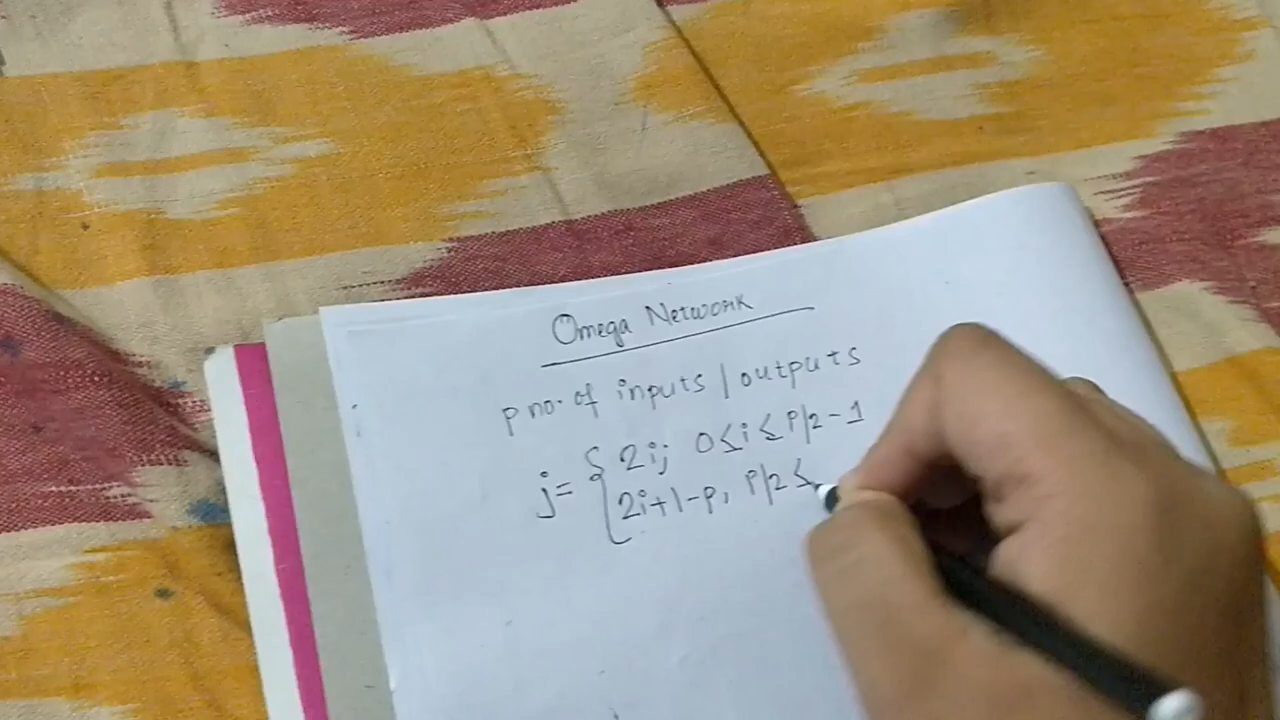 Omega Network
p no. of inputs / outputs
j = { 2i; 0 ≤ i ≤ p/2 - 1
2i+1-p, p/2 ≤